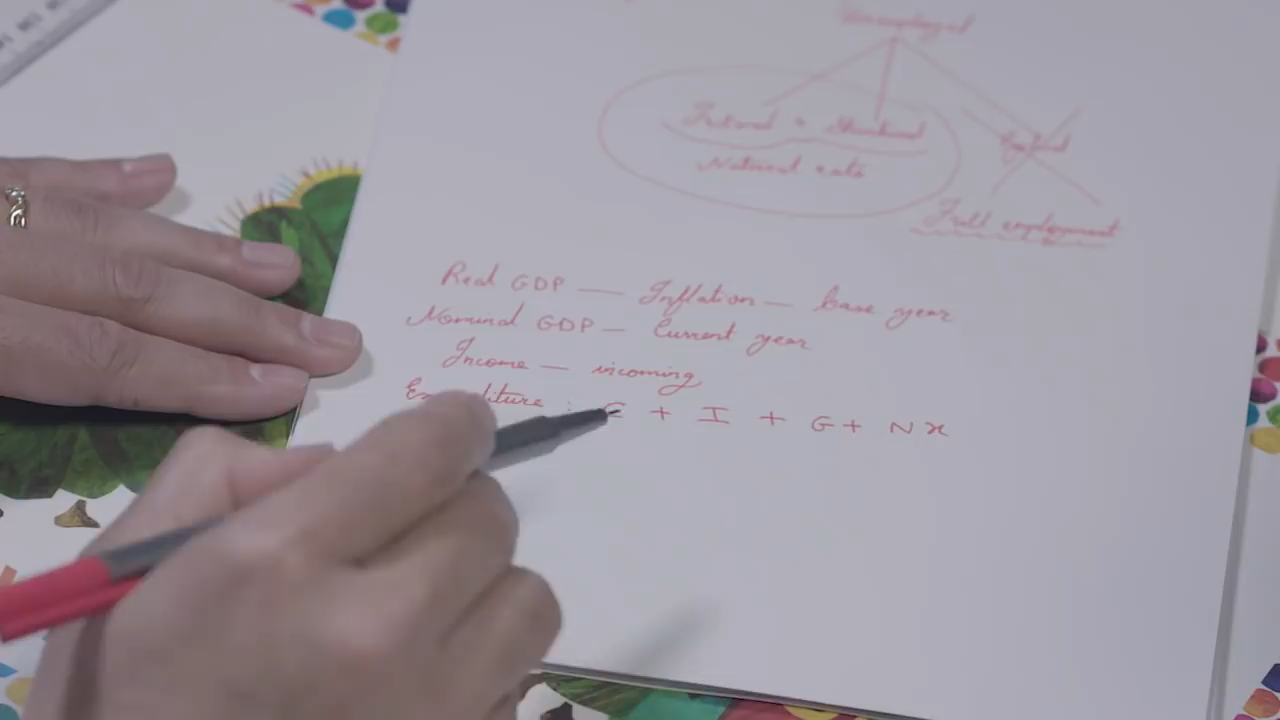 Unemployed
Frictional + Structural
Natural rate
Full employment
Real GDP — Inflation — base year
Nominal GDP — Current year
Income — incoming
Expenditure : C + I + G + Nx